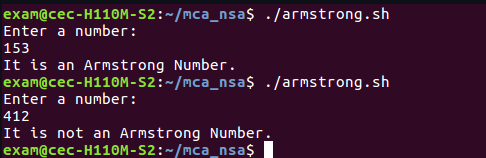 exam@cec-H110M-S2:~/mca_nsa$ ./armstrong.sh
Enter a number:
153
It is an Armstrong Number.
exam@cec-H110M-S2:~/mca_nsa$ ./armstrong.sh
Enter a number:
412
It is not an Armstrong Number.
exam@cec-H110M-S2:~/mca_nsa$